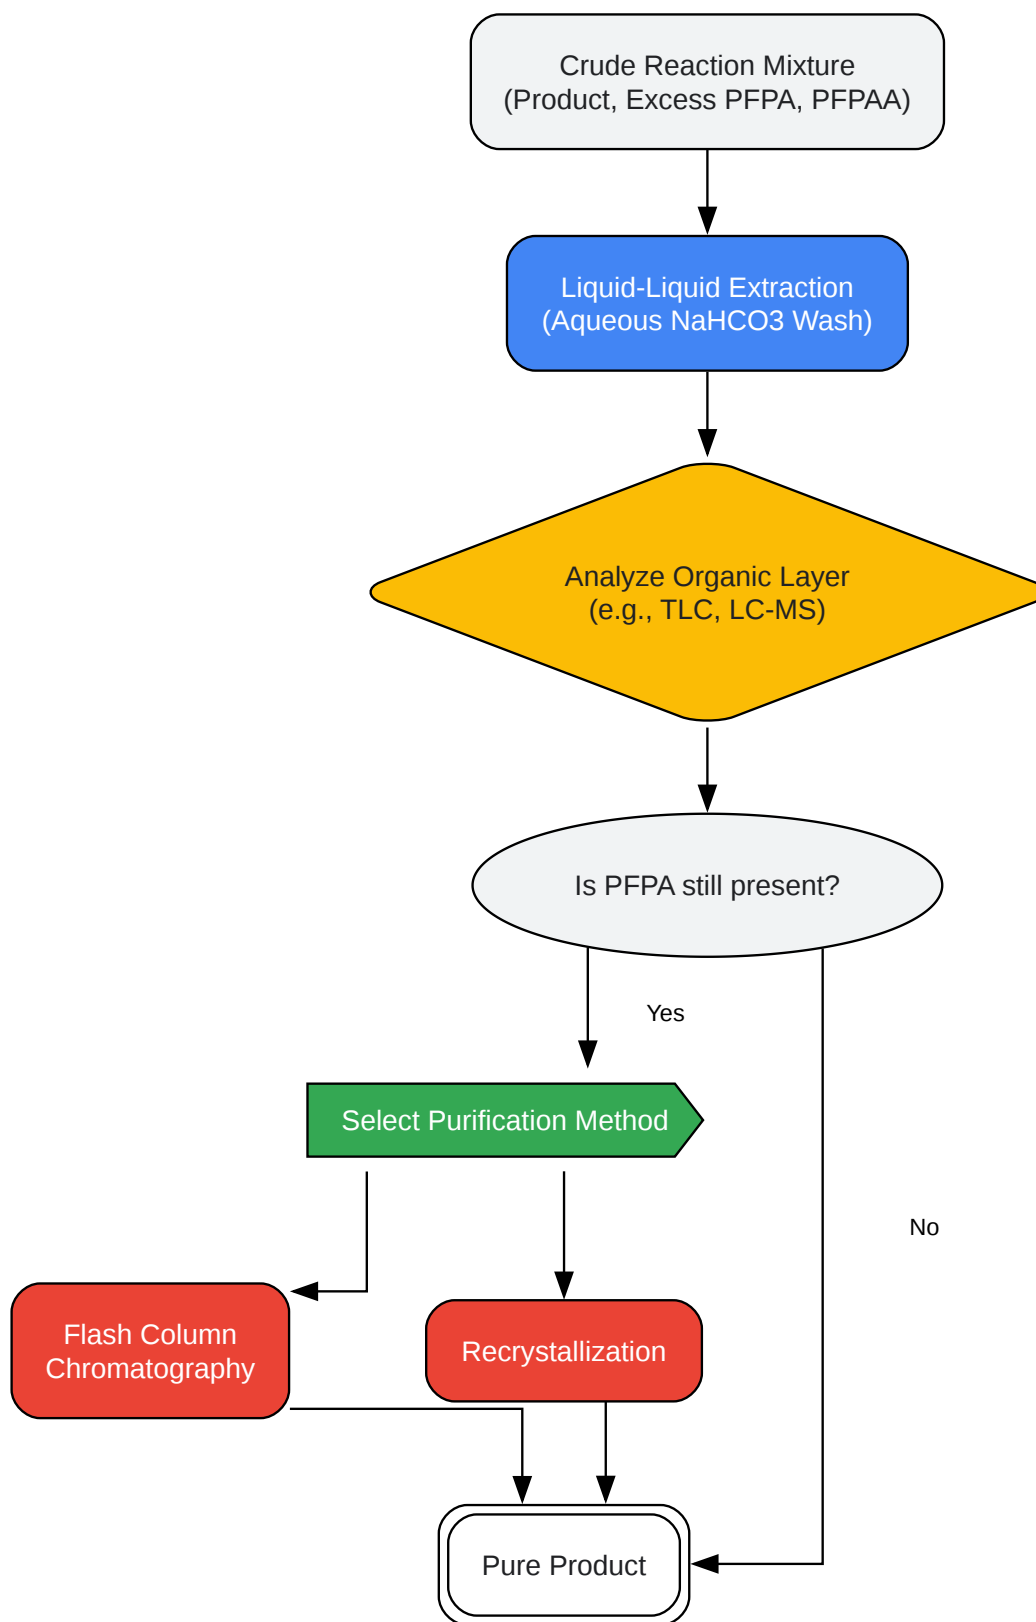 Crude Reaction Mixture
(Product, Excess PFPA, PFPAA)
Liquid-Liquid Extraction
(Aqueous NaHCO3 Wash)
Analyze Organic Layer
(e.g., TLC, LC-MS)
Is PFPA still present?
Yes
Select Purification Method
No
Flash Column
Chromatography
Recrystallization
Pure Product